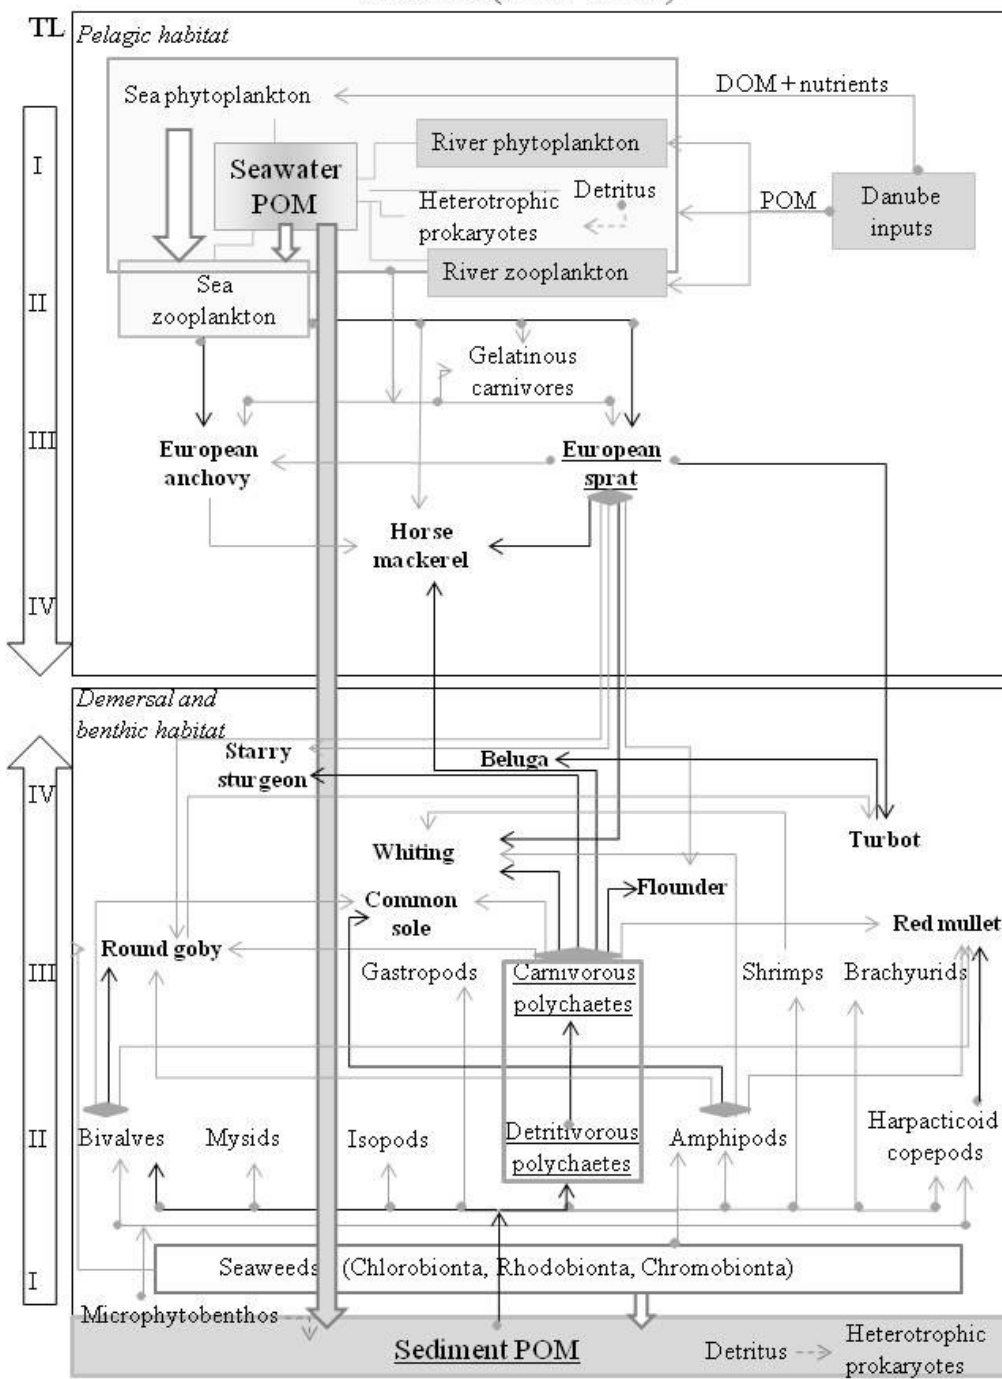 TL
Pelagic habitat
Sea phytoplankton
DOM + nutrients
I
Seawater
POM
River phytoplankton
Heterotrophic
prokaryotes
Detritus
POM
Danube
inputs
River zooplankton
II
Sea
zooplankton
Gelatinous
carnivores
III
European
anchovy
European
sprat
Horse
mackerel
IV
Demersal and
benthic habitat
Starry
sturgeon
Beluga
IV
Turbot
Whiting
Flounder
Common
sole
Red mullet
Round goby
III
Gastropods
Carnivorous
polychaetes
Shrimps
Brachyurids
II
Bivalves
Mysids
Isopods
Detritivorous
polychaetes
Amphipods
Harpacticoid
copepods
I
Seaweeds (Chlorobionta, Rhodobionta, Chromobionta)
Microphytobenthos
Sediment POM
Detritus
Heterotrophic
prokaryotes